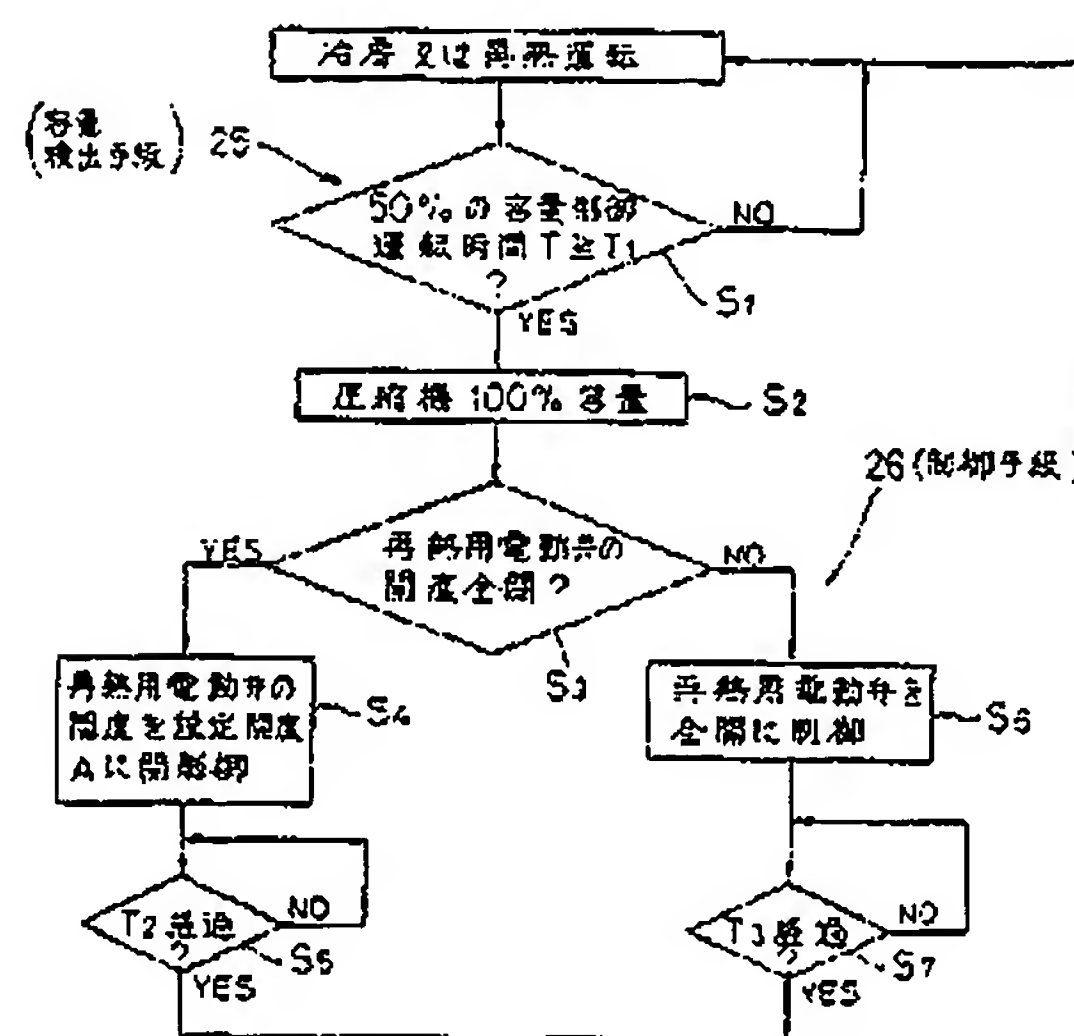 冷房又は再熱運転
(容量
検出手段) 25
50%の容量制御
運転時間T≧T1
?
NO
S1
YES
圧縮機100%容量
S2
26(制御手段)
再熱用電動弁の
開度全閉?
YES
NO
S3
再熱用電動弁の
開度を設定開度
Aに開制御
S4
再熱用電動弁を
全閉に制御
S6
T2経過
?
NO
S5
YES
T3経過
?
NO
S7
YES